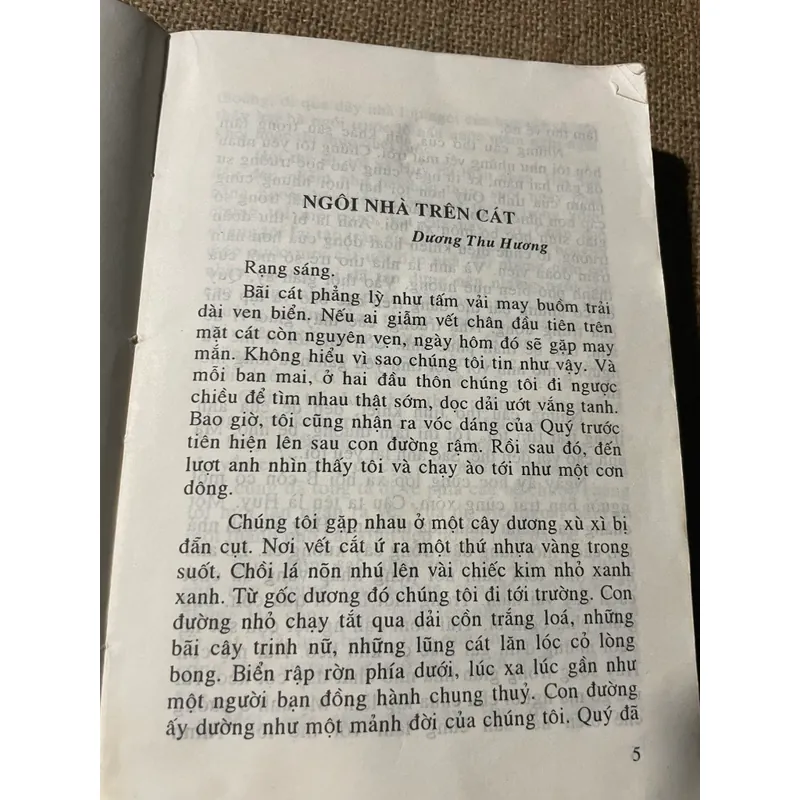 NGÔI NHÀ TRÊN CÁT
Dương Thu Hương
Rạng sáng.
Bãi cát phẳng lỳ như tấm vải may buồm trải
dài ven biển. Nếu ai giẫm vết chân đầu tiên trên
mặt cát còn nguyên vẹn, ngày hôm đó sẽ gặp may
mắn. Không hiểu vì sao chúng tôi tin như vậy. Và
mỗi ban mai, ở hai đầu thôn chúng tôi đi ngược
chiều để tìm nhau thật sớm, dọc dải ướt vắng tanh.
Bao giờ, tôi cũng nhận ra vóc dáng của Quý trước
tiên hiện lên sau con đường rậm. Rồi sau đó, đến
lượt anh nhìn thấy tôi và chạy ào tới như một cơn
dông.
Chúng tôi gặp nhau ở một cây dương xù xì bị
đẵn cụt. Nơi vết cắt ứ ra một thứ nhựa vàng trong
suốt. Chồi lá nõn nhú lên vài chiếc kim nhỏ xanh
xanh. Từ gốc dương đó chúng tôi đi tới trường. Con
đường nhỏ chạy tắt qua dải cồn trắng loá, những
bãi cây trinh nữ, những lũng cát lăn lóc cỏ lòng
bong. Biển rập rờn phía dưới, lúc xa lúc gần như
một người bạn đồng hành chung thuỷ. Con đường
ấy dường như một mảnh đời của chúng tôi. Quý đã
5